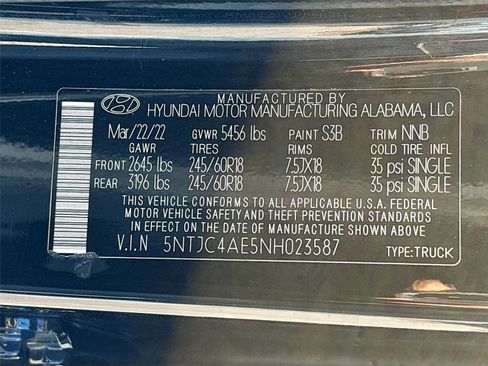 MANUFACTURED BY
HYUNDAI MOTOR MANUFACTURING ALABAMA, LLC
Mar/22/22 GVWR 5456 lbs PAINT S3B TRIM NNB
GAWR TIRES RIMS COLD TIRE INFL
FRONT 2645 lbs 245/60R18 7.5JX18 35 psi SINGLE
REAR 3196 lbs 245/60R18 7.5JX18 35 psi SINGLE
THIS VEHICLE CONFORMS TO ALL APPLICABLE U.S.A. FEDERAL
MOTOR VEHICLE SAFETY AND THEFT PREVENTION STANDARDS
IN EFFECT ON THE DATE OF MANUFACTURE SHOWN ABOVE.
V.I.N 5NTJC4AE5NH023587 TYPE:TRUCK